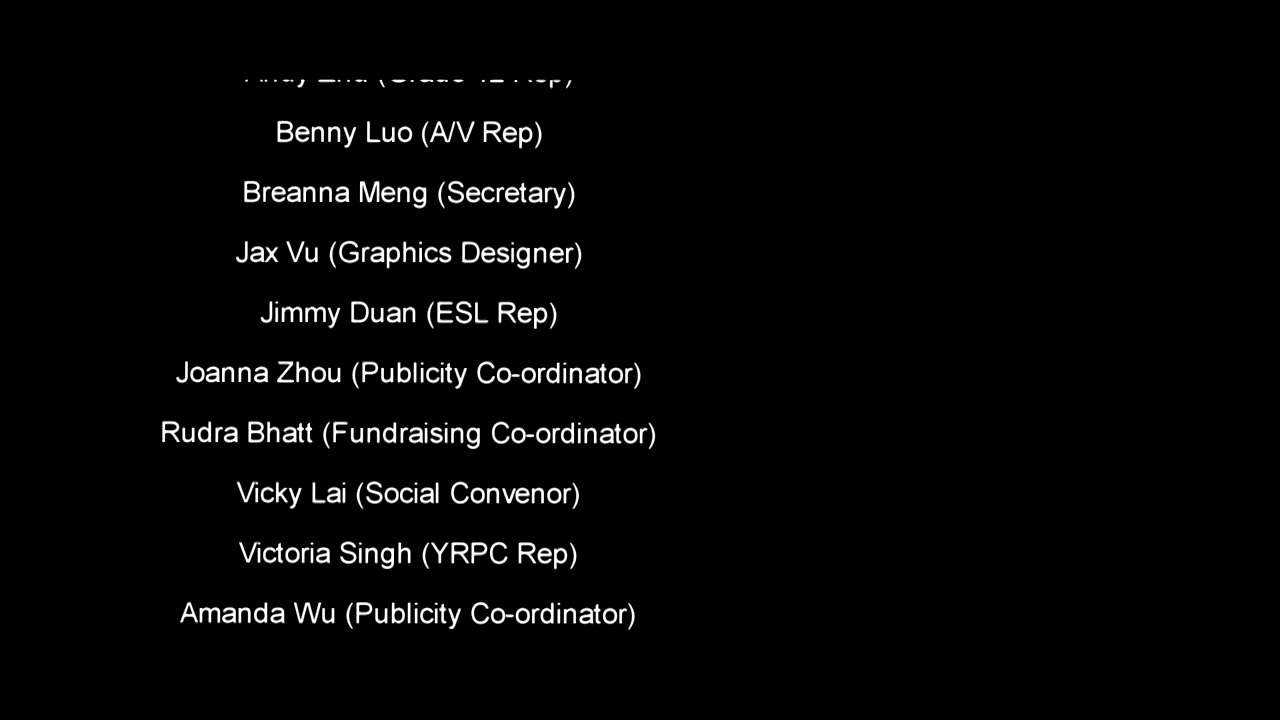 Benny Luo (A/V Rep)
Breanna Meng (Secretary)
Jax Vu (Graphics Designer)
Jimmy Duan (ESL Rep)
Joanna Zhou (Publicity Co-ordinator)
Rudra Bhatt (Fundraising Co-ordinator)
Vicky Lai (Social Convenor)
Victoria Singh (YRPC Rep)
Amanda Wu (Publicity Co-ordinator)